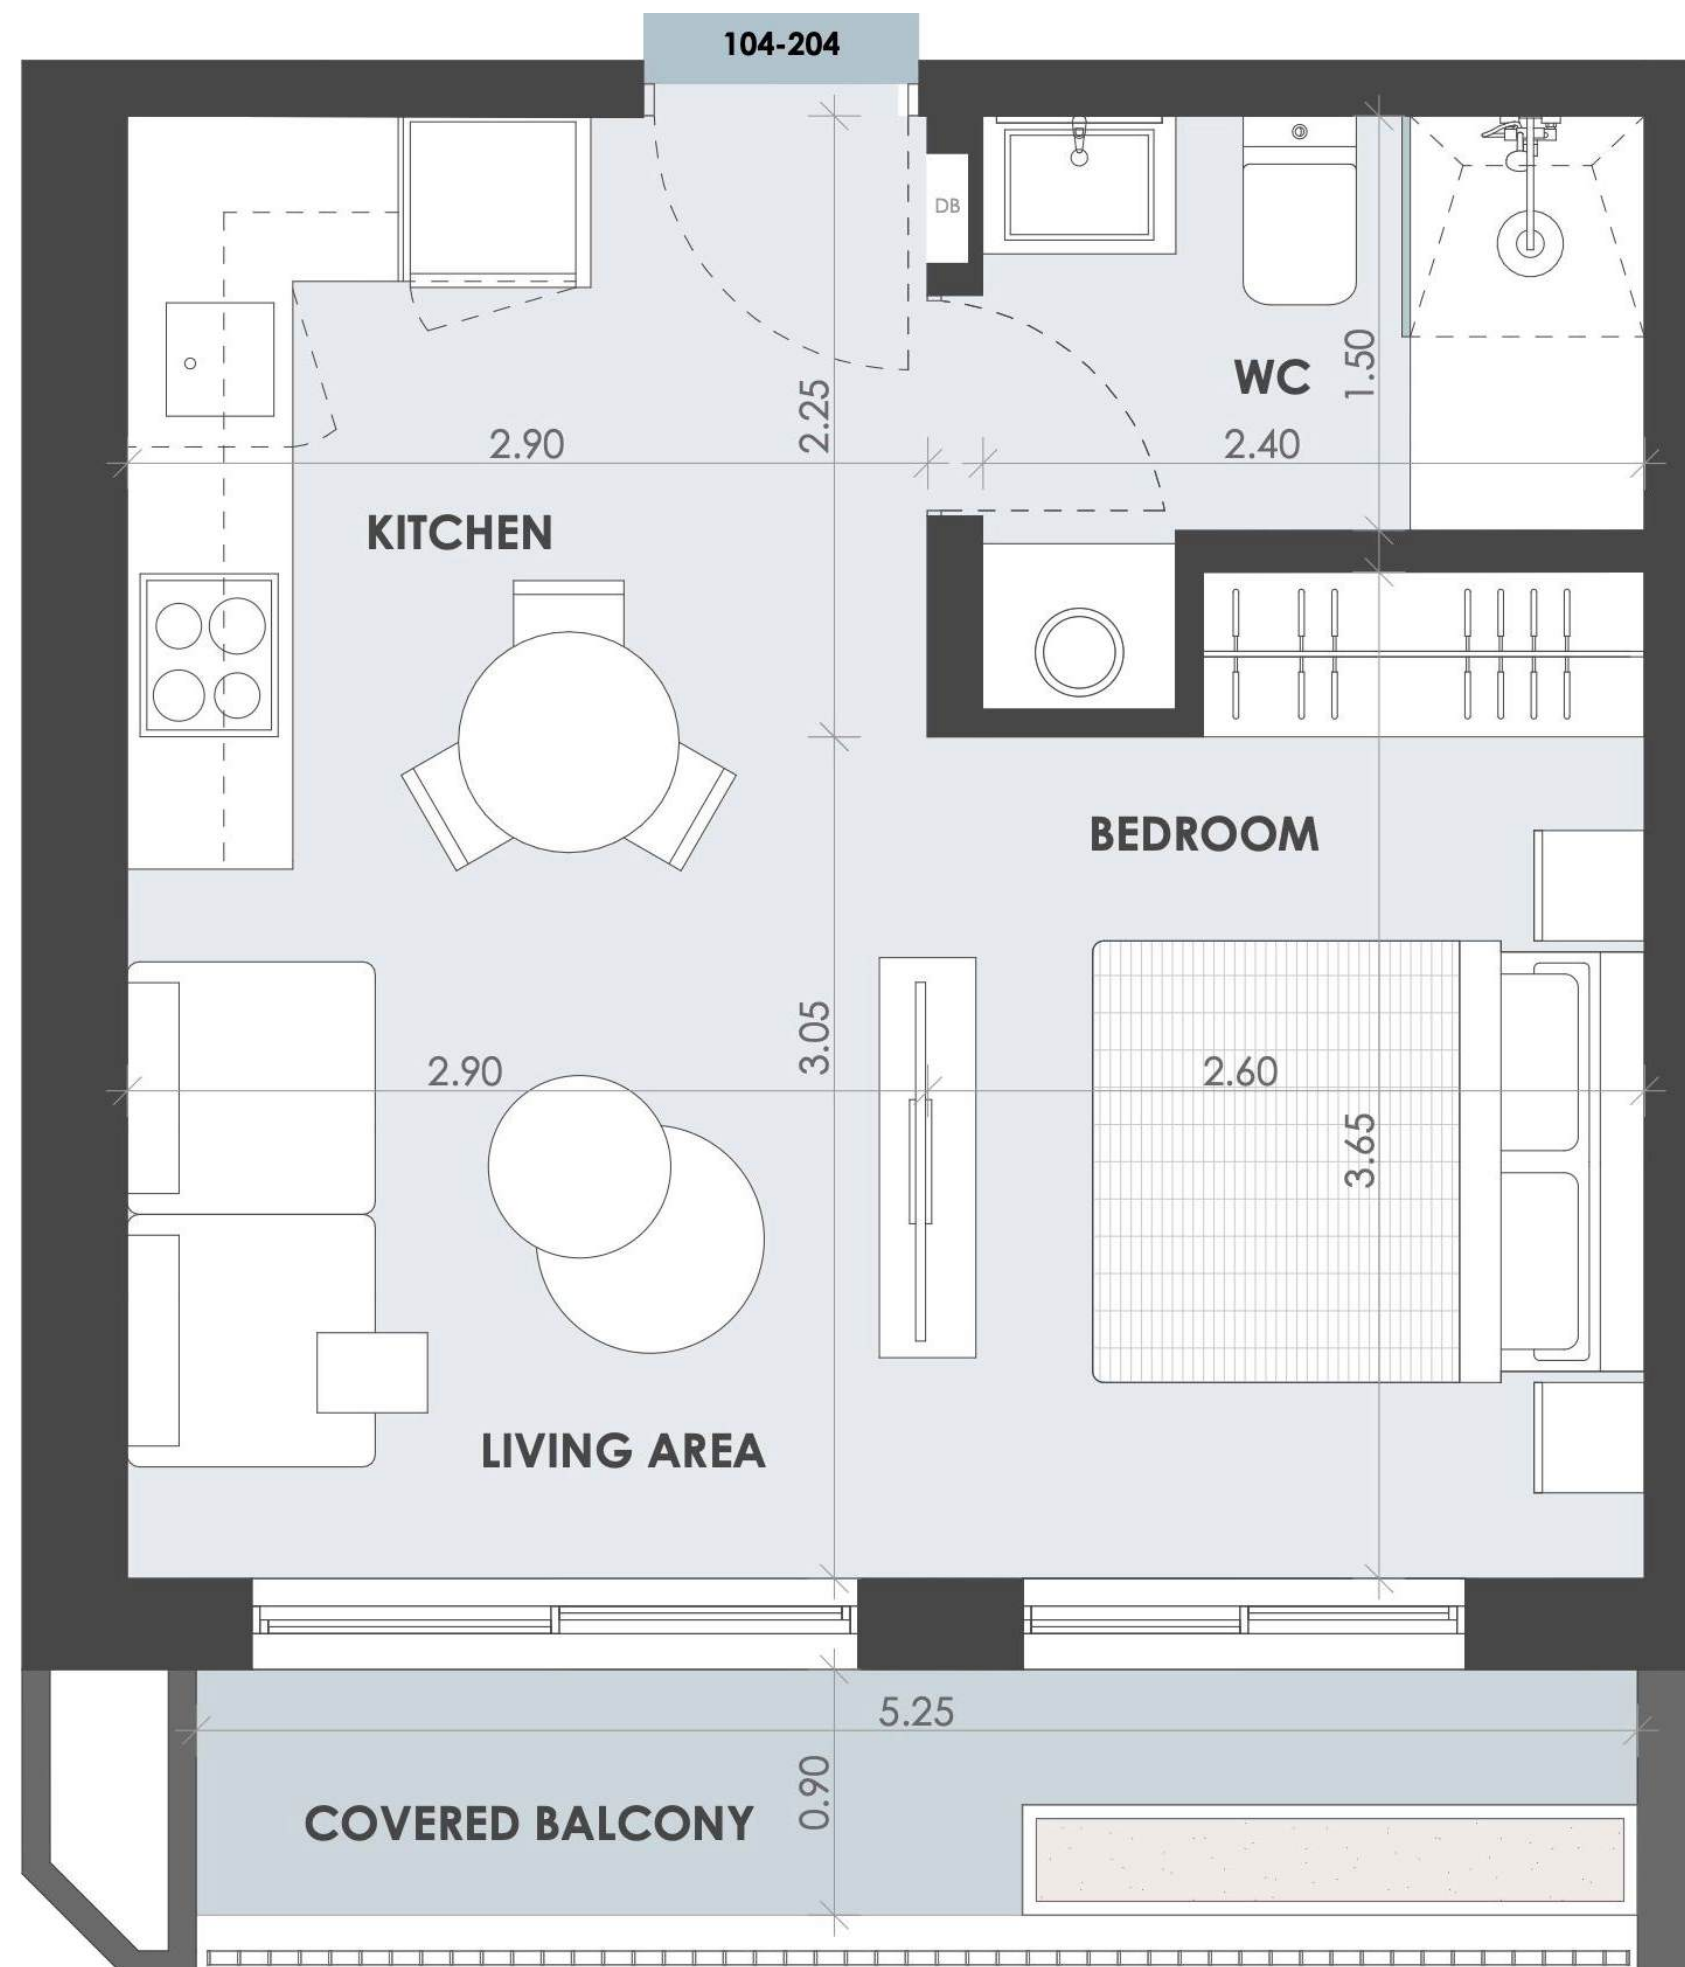 104-204
DB
WC
1.50
2.25
2.90
2.40
KITCHEN
BEDROOM
3.05
2.90
2.60
3.65
LIVING AREA
5.25
0.90
COVERED BALCONY